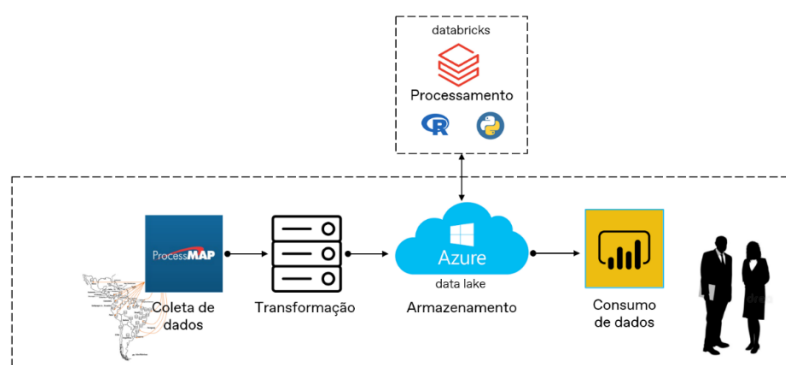 databricks
Processamento
R
ProcessMAP
Azure
data lake
Coleta de
dados
Transformação
Armazenamento
Consumo
de dados